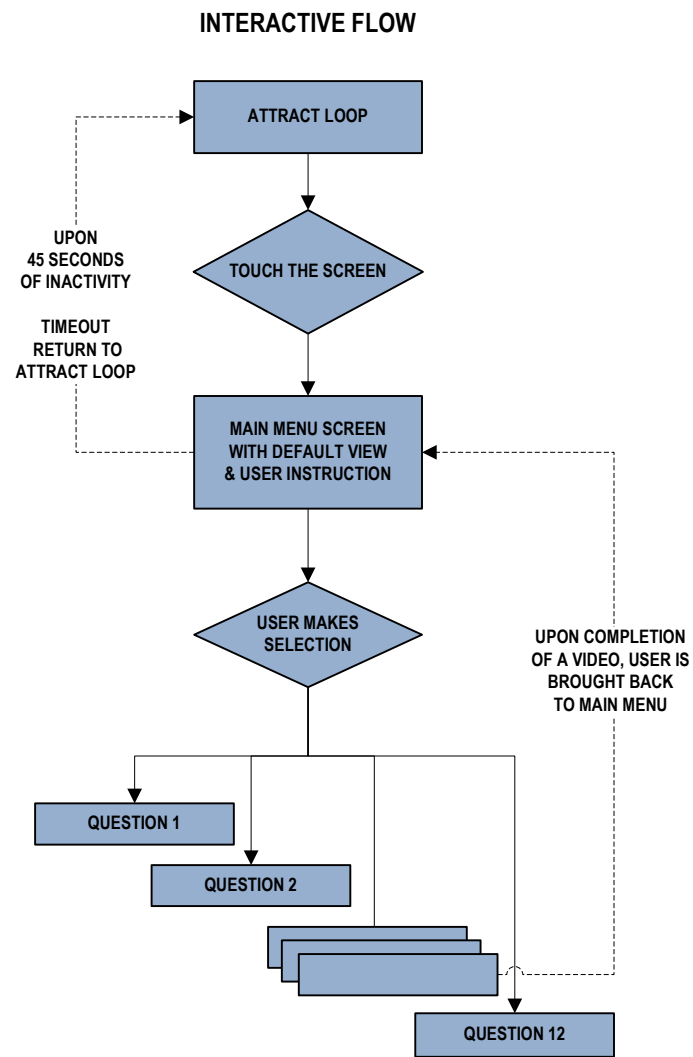 INTERACTIVE FLOW
ATTRACT LOOP
UPON
45 SECONDS
OF INACTIVITY
TOUCH THE SCREEN
TIMEOUT
RETURN TO
ATTRACT LOOP
MAIN MENU SCREEN
WITH DEFAULT VIEW
& USER INSTRUCTION
USER MAKES
SELECTION
UPON COMPLETION
OF A VIDEO, USER IS
BROUGHT BACK
TO MAIN MENU
QUESTION 1
QUESTION 2
QUESTION 12